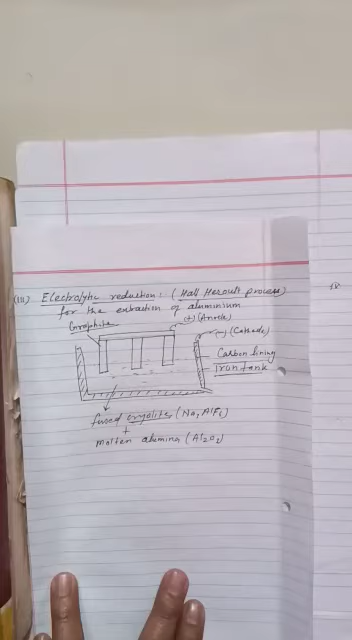 (iii) Electrolytic reduction: (Hall Heroult process)
for the extraction of aluminium
Graphite
(+) (Anode)
(-) (Cathode)
Carbon lining
Iron tank
fused cryolite (Na3AlF6)
+
Molten alumina (Al2O3)